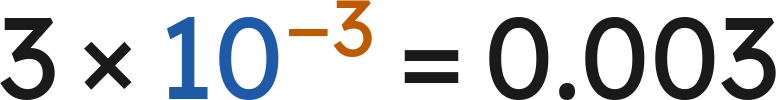 3 × 10⁻³ = 0.003